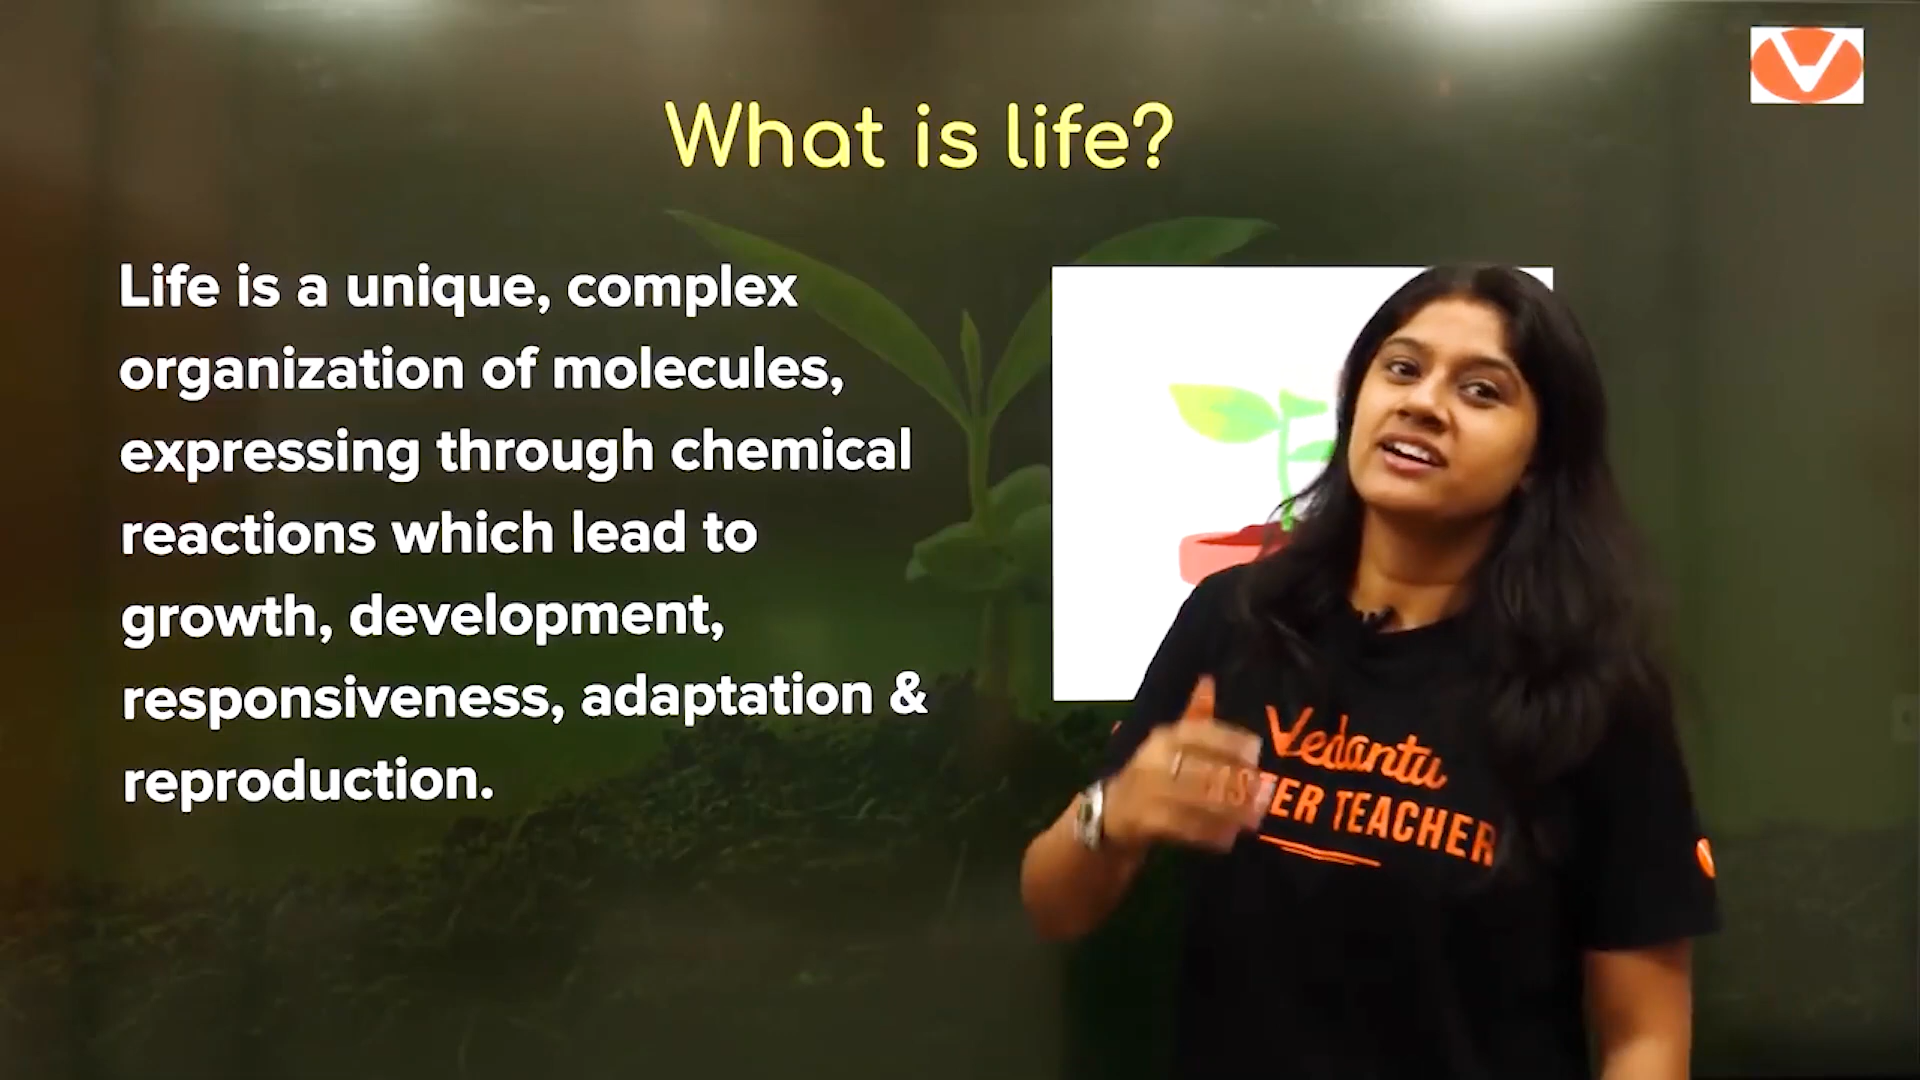 What is life?
Life is a unique, complex
organization of molecules,
expressing through chemical
reactions which lead to
growth, development,
responsiveness, adaptation &
reproduction.
Vedantu
TEACHER